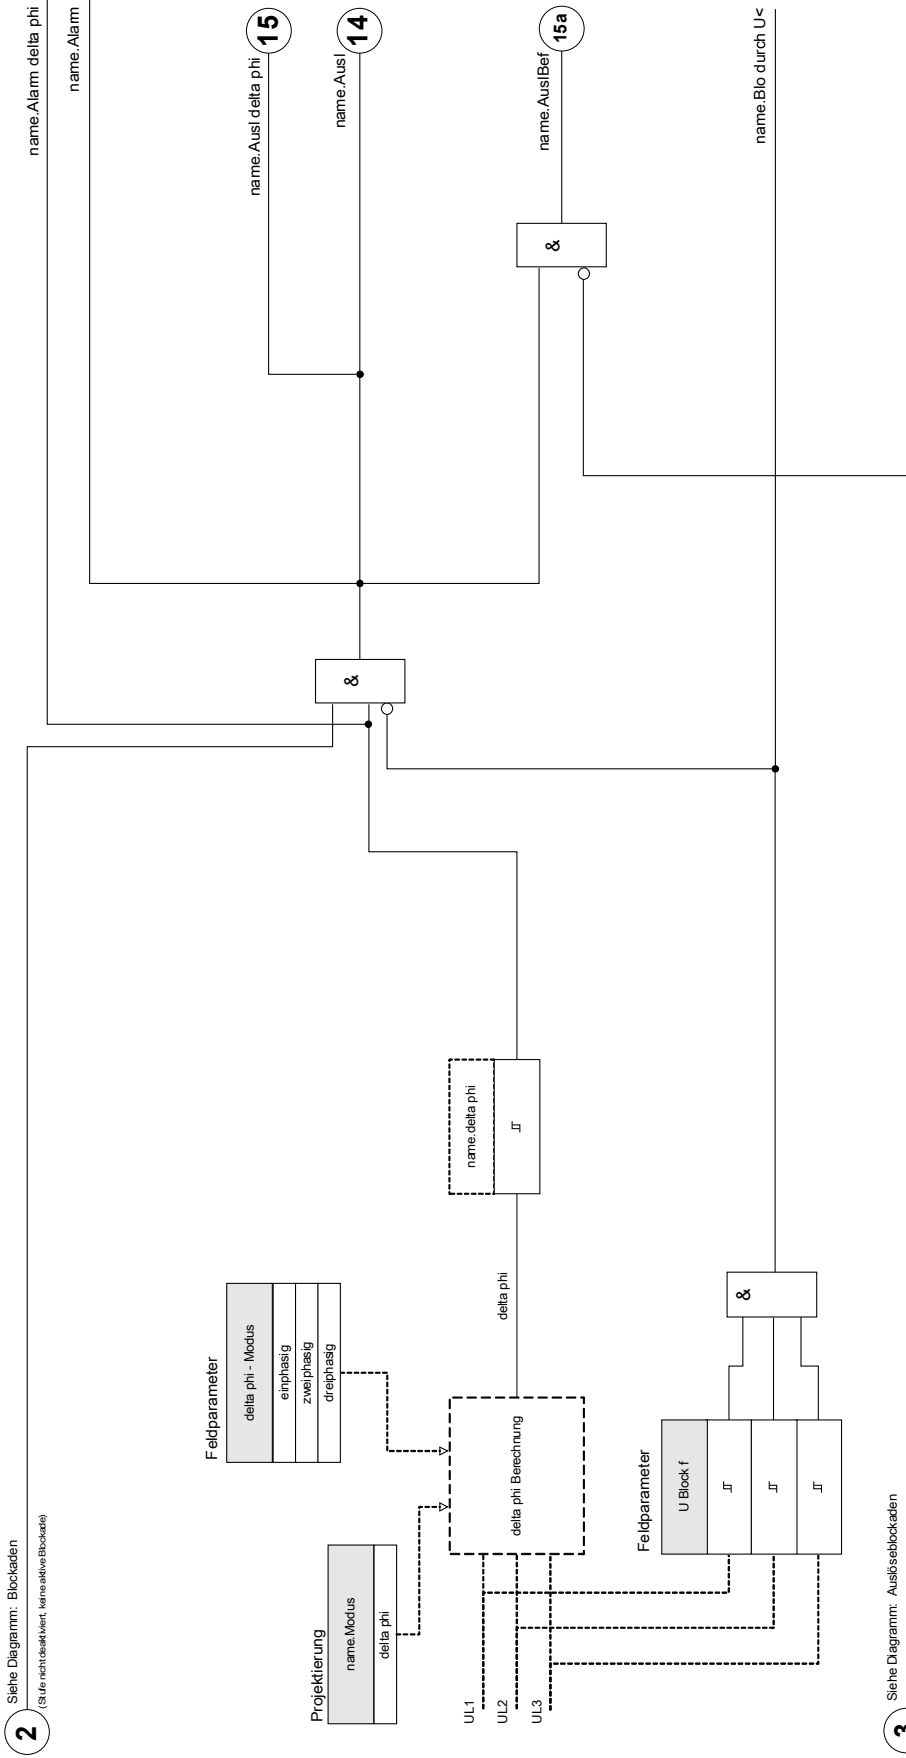 2
Siehe Diagramm: Blockaden
(Stufe nicht deaktiviert, keine aktive Blockade)
name.Alarm delta phi
name.Alarm
15
name.Ausl delta phi
14
name.Ausl
15a
name.AuslBef
name.Blo durch U<
&
&
Feldparameter
delta phi - Modus
einphasig
zweiphasig
dreiphasig
Projektierung
name.Modus
delta phi
delta phi Berechnung
delta phi
name.delta phi
UL1
UL2
UL3
Feldparameter
U Block f
&
3
Siehe Diagramm: Auslöseblockaden